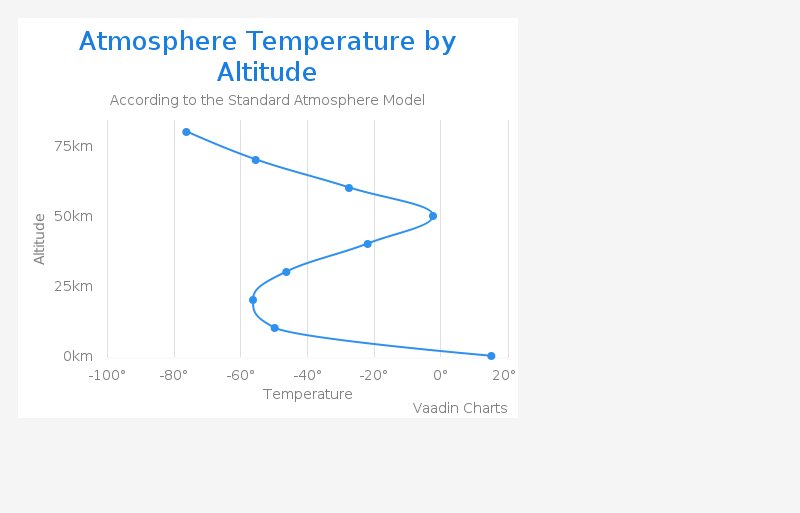 Atmosphere Temperature by
Altitude
According to the Standard Atmosphere Model
75km
50km
25km
0km
Altitude
-100° -80° -60° -40° -20° 0° 20°
Temperature
Vaadin Charts